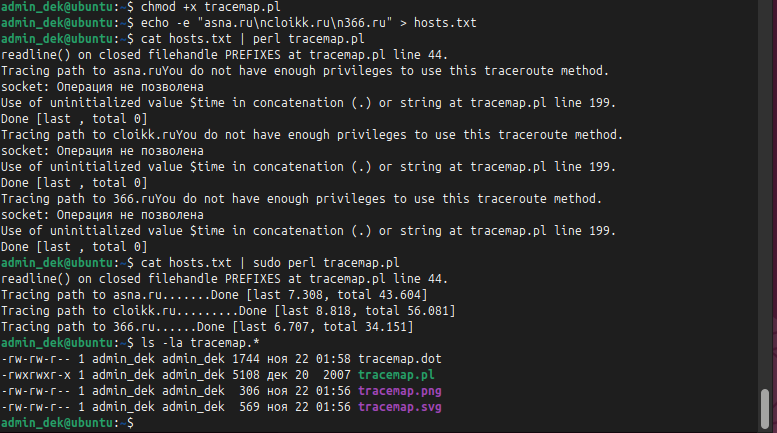 admin_dek@ubuntu:~$ chmod +x tracemap.pl
admin_dek@ubuntu:~$ echo -e "asna.ru\ncloikk.ru\n366.ru" > hosts.txt
admin_dek@ubuntu:~$ cat hosts.txt | perl tracemap.pl
readline() on closed filehandle PREFIXES at tracemap.pl line 44.
Tracing path to asna.ruYou do not have enough privileges to use this traceroute method.
socket: Операция не позволена
Use of uninitialized value $time in concatenation (.) or string at tracemap.pl line 199.
Done [last , total 0]
Tracing path to cloikk.ruYou do not have enough privileges to use this traceroute method.
socket: Операция не позволена
Use of uninitialized value $time in concatenation (.) or string at tracemap.pl line 199.
Done [last , total 0]
Tracing path to 366.ruYou do not have enough privileges to use this traceroute method.
socket: Операция не позволена
Use of uninitialized value $time in concatenation (.) or string at tracemap.pl line 199.
Done [last , total 0]
admin_dek@ubuntu:~$ cat hosts.txt | sudo perl tracemap.pl
readline() on closed filehandle PREFIXES at tracemap.pl line 44.
Tracing path to asna.ru.......Done [last 7.308, total 43.604]
Tracing path to cloikk.ru.........Done [last 8.818, total 56.081]
Tracing path to 366.ru......Done [last 6.707, total 34.151]
admin_dek@ubuntu:~$ ls -la tracemap.*
-rw-rw-r-- 1 admin_dek admin_dek 1744 ноя 22 01:58 tracemap.dot
-rwxrwxr-x 1 admin_dek admin_dek 5108 дек 20  2007 tracemap.pl
-rw-rw-r-- 1 admin_dek admin_dek  306 ноя 22 01:56 tracemap.png
-rw-rw-r-- 1 admin_dek admin_dek  569 ноя 22 01:56 tracemap.svg
admin_dek@ubuntu:~$